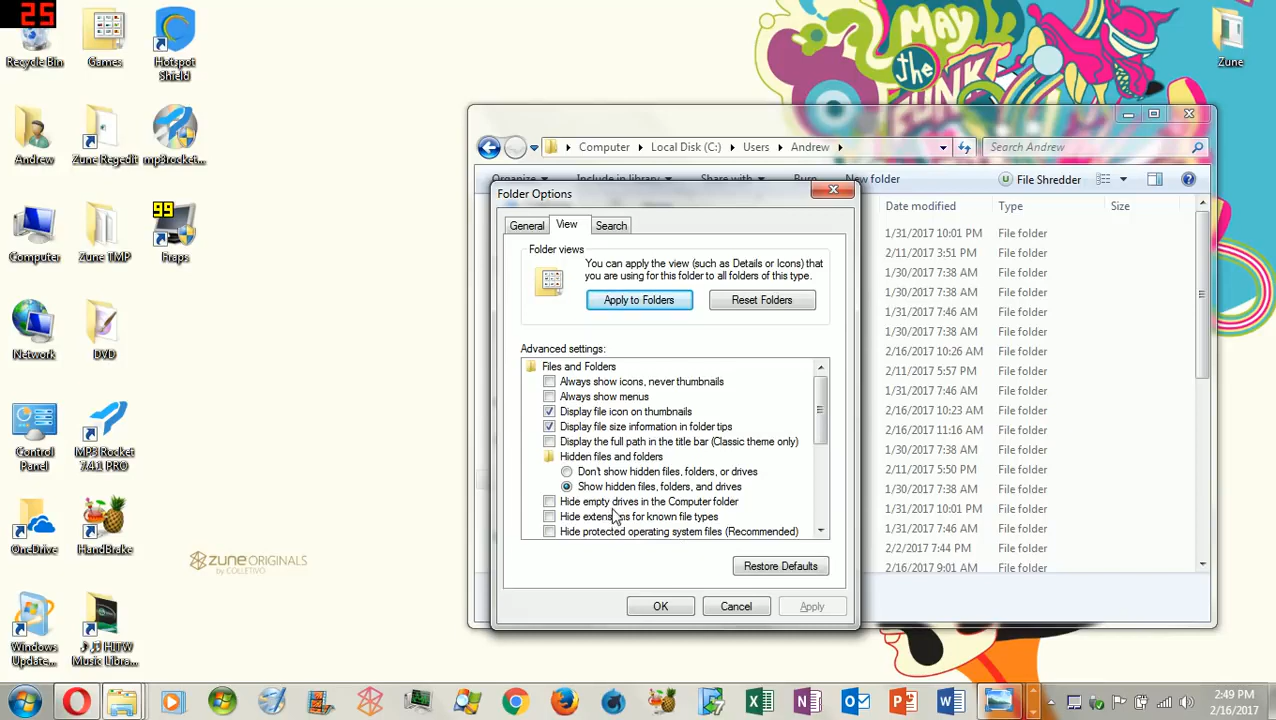 25
Recycle Bin
Games
Hotspot
Shield
Andrew
Zune Regedit
mp3rocket...
Computer
Zune TMP
99
Fraps
Network
DVD
Control
Panel
MP3 Rocket
7.4.1 PRO
OneDrive
HandBrake
Windows
Update...
♪ ♫ HITW
Music Libra...
ZUNE ORIGINALS
by COLLETIVO
MAY
the
FUNK
Zune
Computer
Local Disk (C:)
Users
Andrew
Search Andrew
Organize
Include in library
Share with
Burn
New folder
File Shredder
Date modified
Type
Size
1/31/2017 10:01 PM File folder
2/11/2017 3:51 PM File folder
1/30/2017 7:38 AM File folder
1/30/2017 7:38 AM File folder
1/31/2017 7:46 AM File folder
1/30/2017 7:38 AM File folder
2/16/2017 10:26 AM File folder
2/11/2017 5:57 PM File folder
1/31/2017 7:46 AM File folder
2/16/2017 10:23 AM File folder
2/16/2017 11:16 AM File folder
1/30/2017 7:38 AM File folder
2/11/2017 5:50 PM File folder
1/30/2017 7:38 AM File folder
1/31/2017 10:01 PM File folder
1/31/2017 7:46 AM File folder
2/2/2017 7:44 PM File folder
2/16/2017 9:01 AM File folder
Folder Options
General
View
Search
Folder views
You can apply the view (such as Details or Icons) that
you are using for this folder to all folders of this type.
Apply to Folders
Reset Folders
Advanced settings:
Files and Folders
Always show icons, never thumbnails
Always show menus
Display file icon on thumbnails
Display file size information in folder tips
Display the full path in the title bar (Classic theme only)
Hidden files and folders
Don't show hidden files, folders, or drives
Show hidden files, folders, and drives
Hide empty drives in the Computer folder
Hide extensions for known file types
Hide protected operating system files (Recommended)
Restore Defaults
OK
Cancel
Apply
2:49 PM
2/16/2017